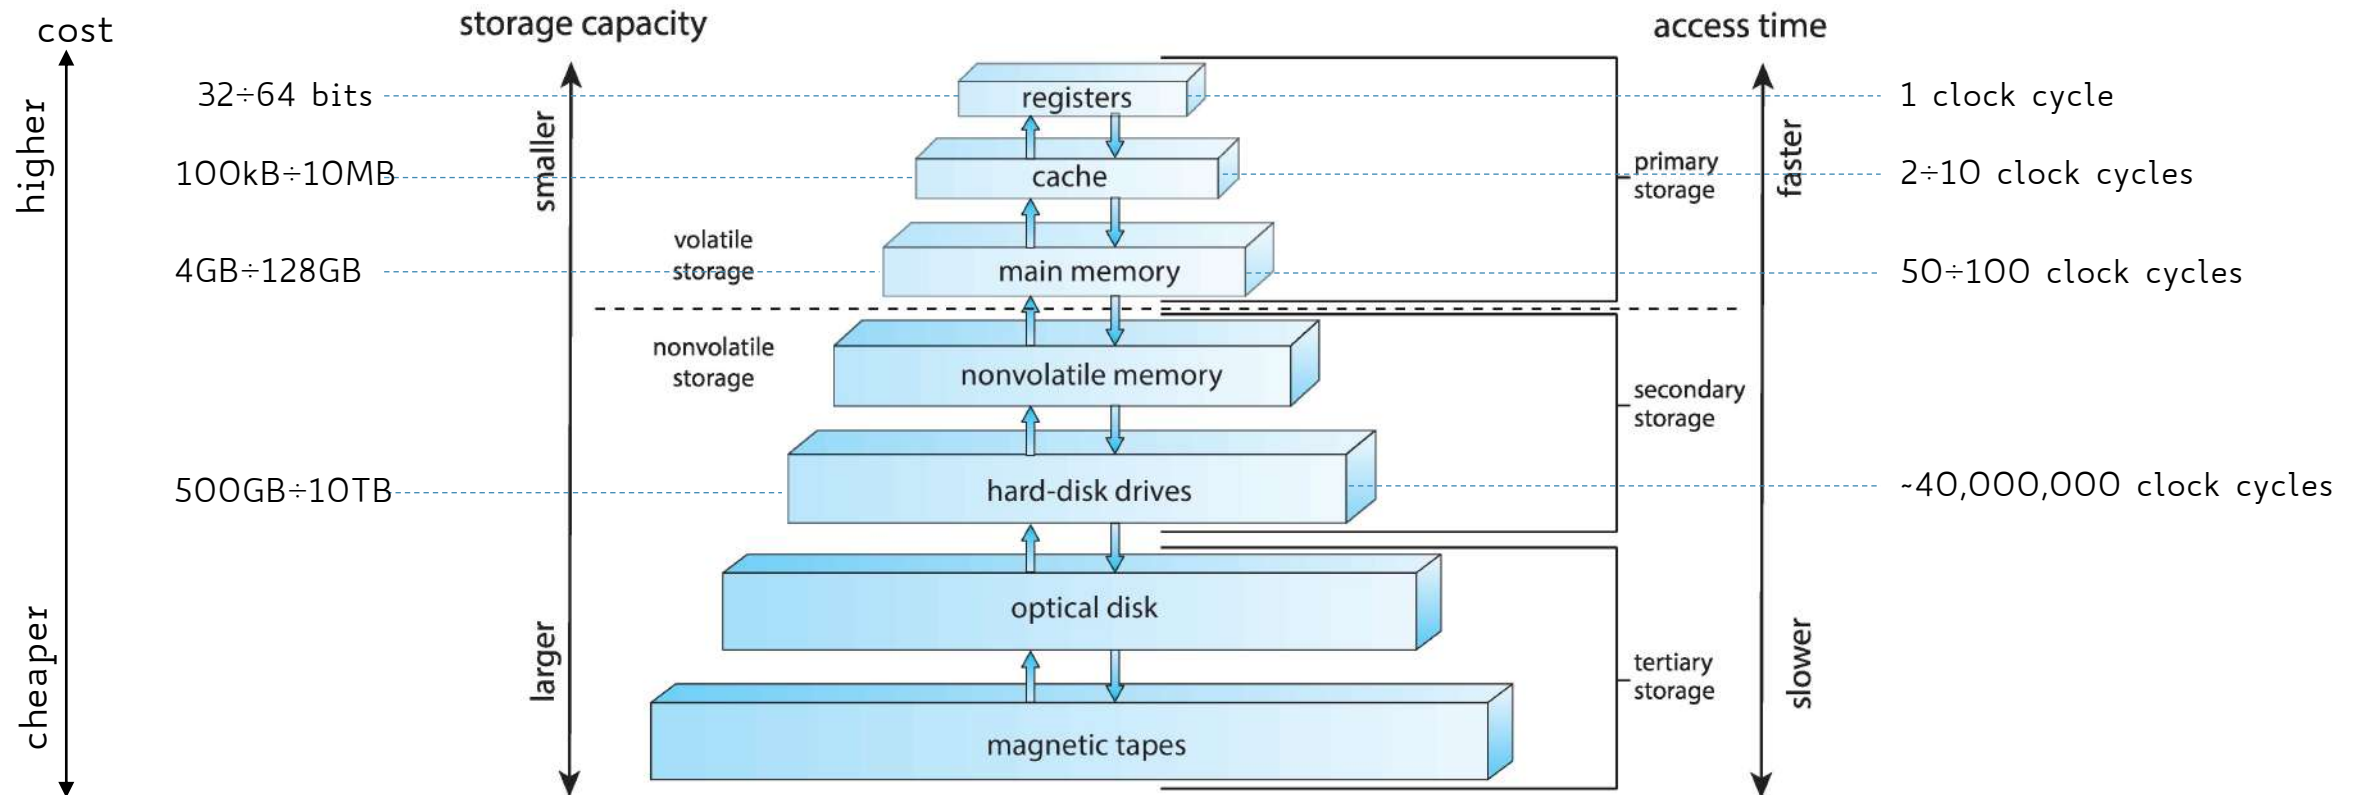 cost
storage capacity
access time
higher
cheaper
smaller
larger
faster
slower
32÷64 bits
registers
1 clock cycle
100kB÷10MB
cache
primary
storage
2÷10 clock cycles
volatile
storage
4GB÷128GB
main memory
50÷100 clock cycles
nonvolatile
storage
nonvolatile memory
secondary
storage
500GB÷10TB
hard-disk drives
~40,000,000 clock cycles
optical disk
tertiary
storage
magnetic tapes